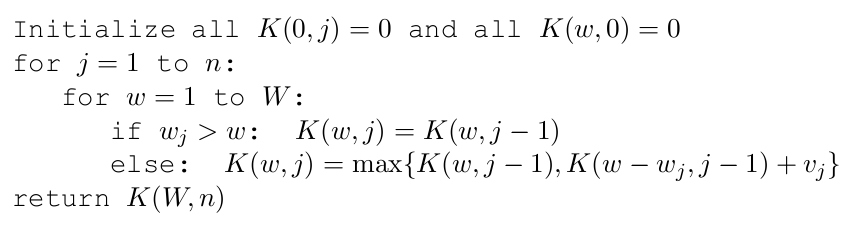 Initialize all K(0, j) = 0 and all K(w, 0) = 0
for j = 1 to n:
for w = 1 to W:
if w_j > w: K(w, j) = K(w, j − 1)
else: K(w, j) = max{K(w, j − 1), K(w − w_j, j − 1) + v_j}
return K(W, n)